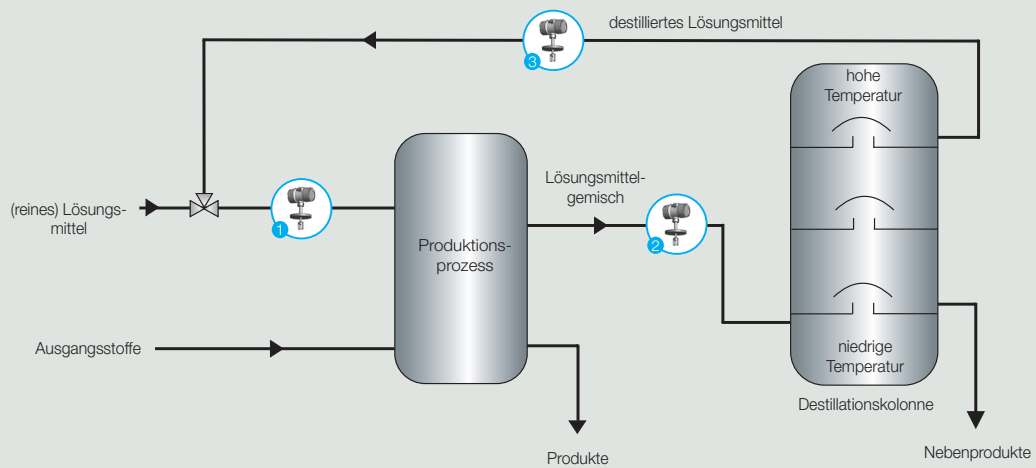 destilliertes Lösungsmittel
3
hohe
Temperatur
(reines) Lösungs-
mittel
1
Lösungsmittel-
gemisch
2
Produktions-
prozess
Ausgangsstoffe
niedrige
Temperatur
Destillationskolonne
Produkte
Nebenprodukte